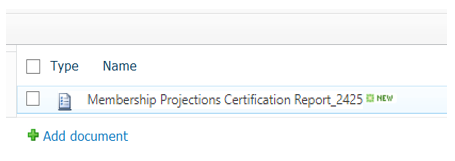 Type Name
Membership Projections Certification Report_2425 NEW
Add document